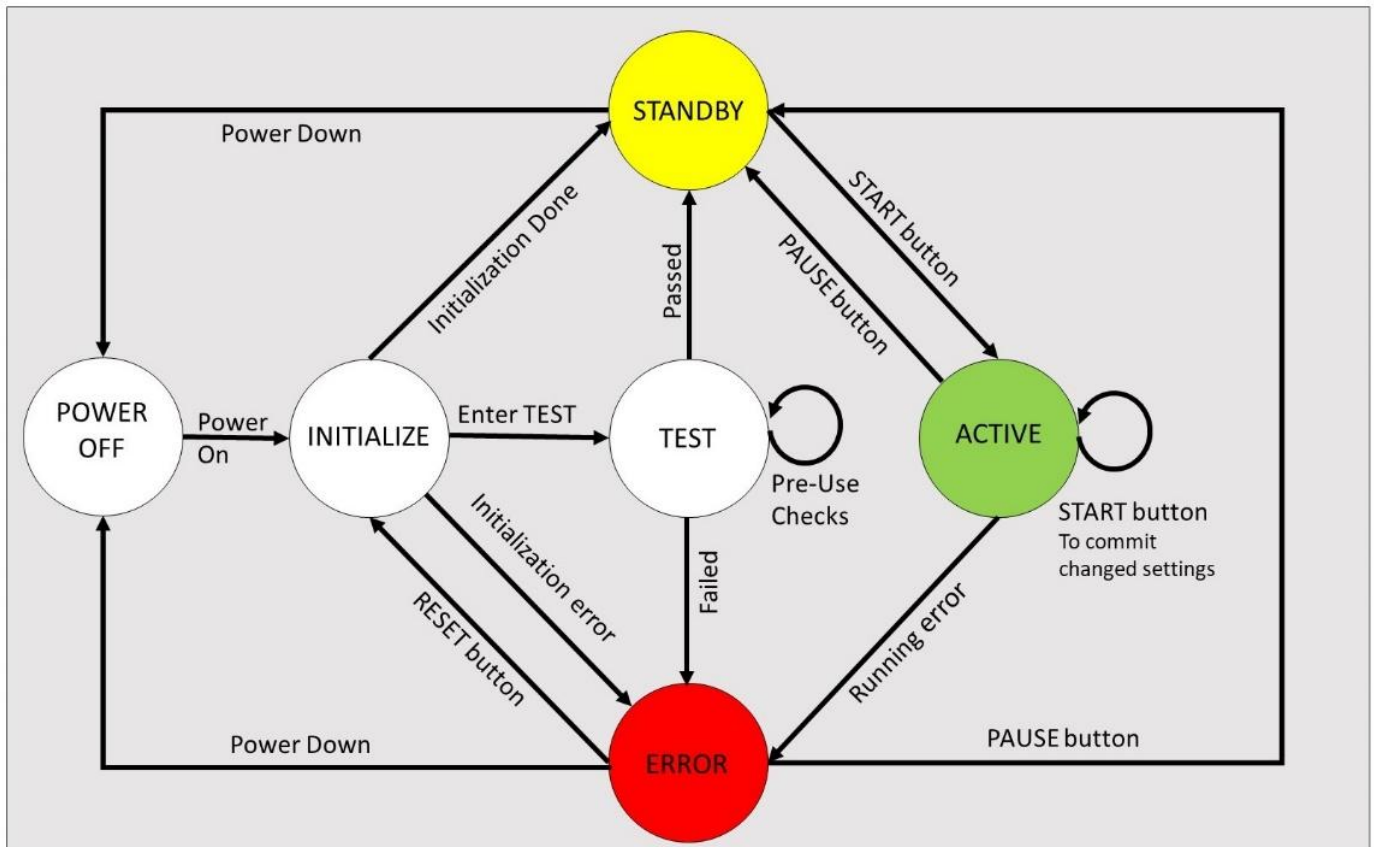 STANDBY
Power Down
START button
Initialization Done
Passed
PAUSE button
POWER
OFF
Power
On
INITIALIZE
Enter TEST
TEST
ACTIVE
Pre-Use
Checks
START button
To commit
changed settings
Initialization error
Failed
RESET button
Running error
Power Down
PAUSE button
ERROR